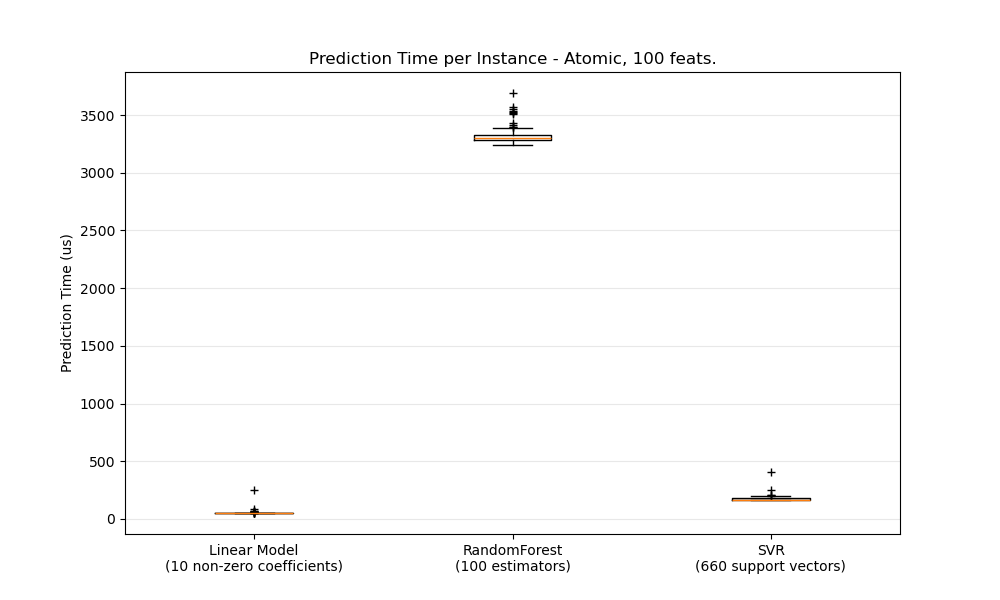 Prediction Time per Instance - Atomic, 100 feats.
Prediction Time (us)
3500
3000
2500
2000
1500
1000
500
0
Linear Model
(10 non-zero coefficients)
RandomForest
(100 estimators)
SVR
(660 support vectors)